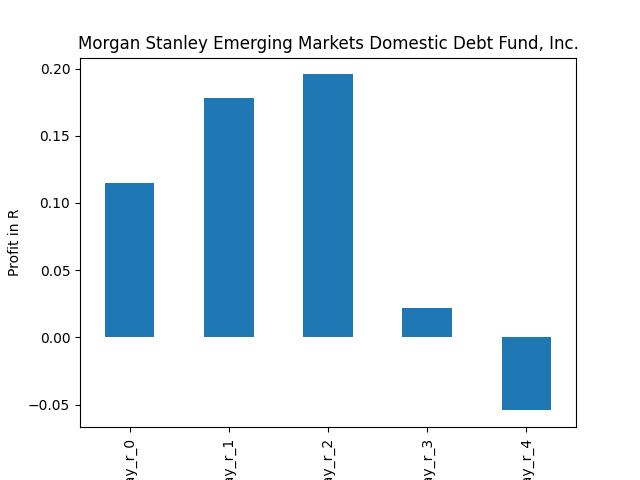 Morgan Stanley Emerging Markets Domestic Debt Fund, Inc.
0.20
0.15
0.10
0.05
0.00
−0.05
Profit in R
ay_r_0
ay_r_1
ay_r_2
ay_r_3
ay_r_4